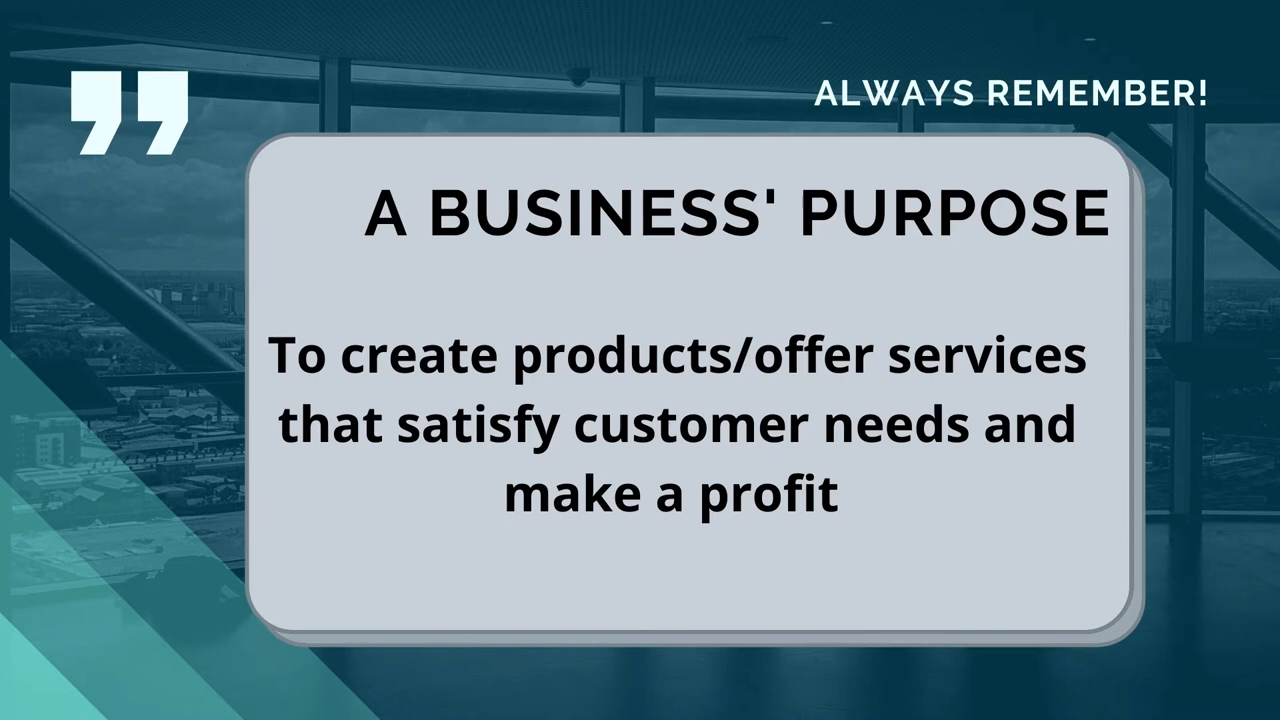 ALWAYS REMEMBER!
A BUSINESS' PURPOSE
To create products/offer services
that satisfy customer needs and
make a profit